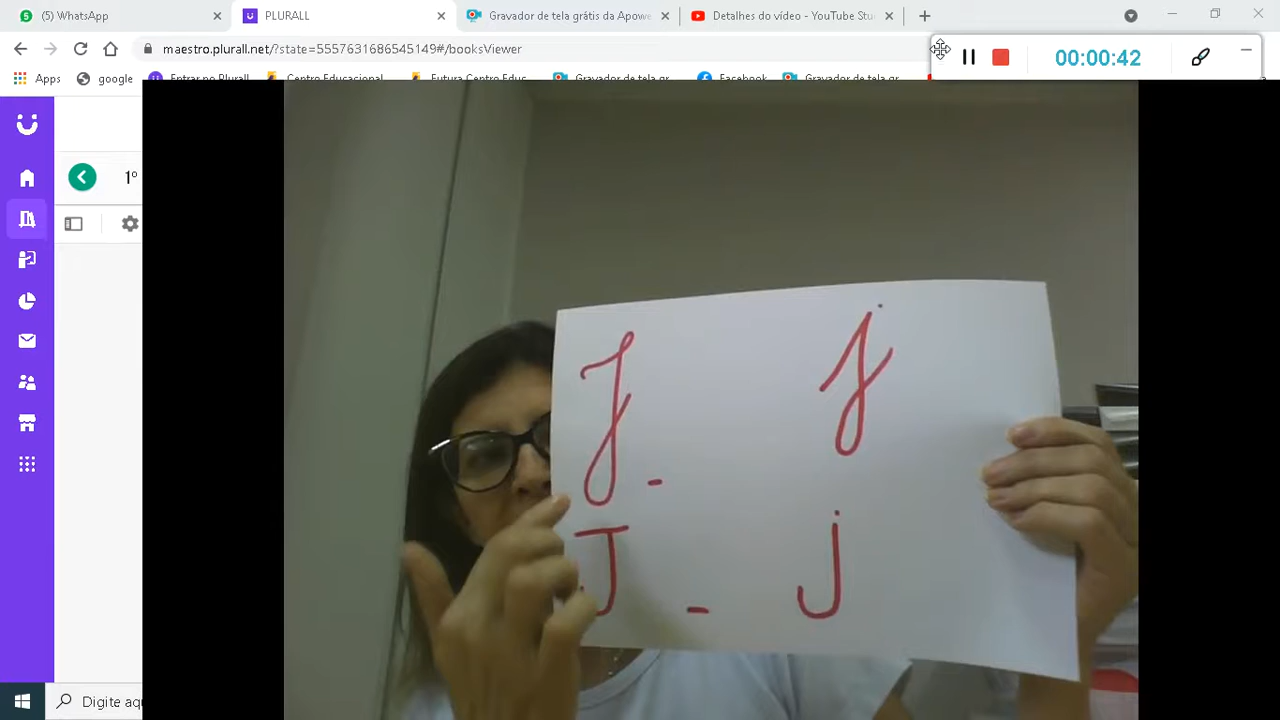 (5) WhatsApp
PLURALL
Gravador de tela grátis da Apowe
Detalhes do vídeo - YouTube Stu
maestro.plurall.net/?state=5557631686545149#/booksViewer
00:00:42
Apps
google
Entrar no Plurall
Centro Educacional
Futura Centro Educ
Gravador de tela gr
Facebook
Gravador de tela gr
1º
J - j
J - j
Digite aqu